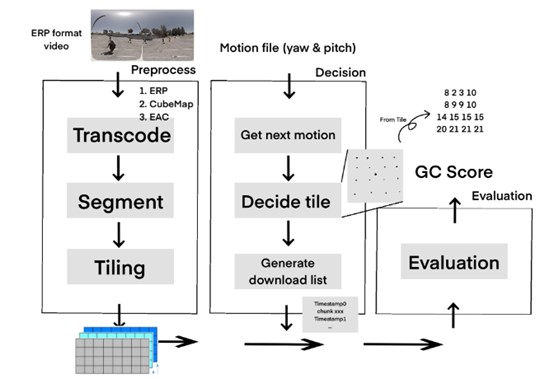 ERP format
video
Preprocess
1. ERP
2. CubeMap
3. EAC
Transcode
Segment
Tiling
Motion file (yaw & pitch)
Decision
Get next motion
Decide tile
Generate
download list
Timestamp0
chunk xxx
Timestamp1
...
From Tile
8 2 3 10
8 9 9 10
14 15 15 15
20 21 21 21
GC Score
Evaluation
Evaluation